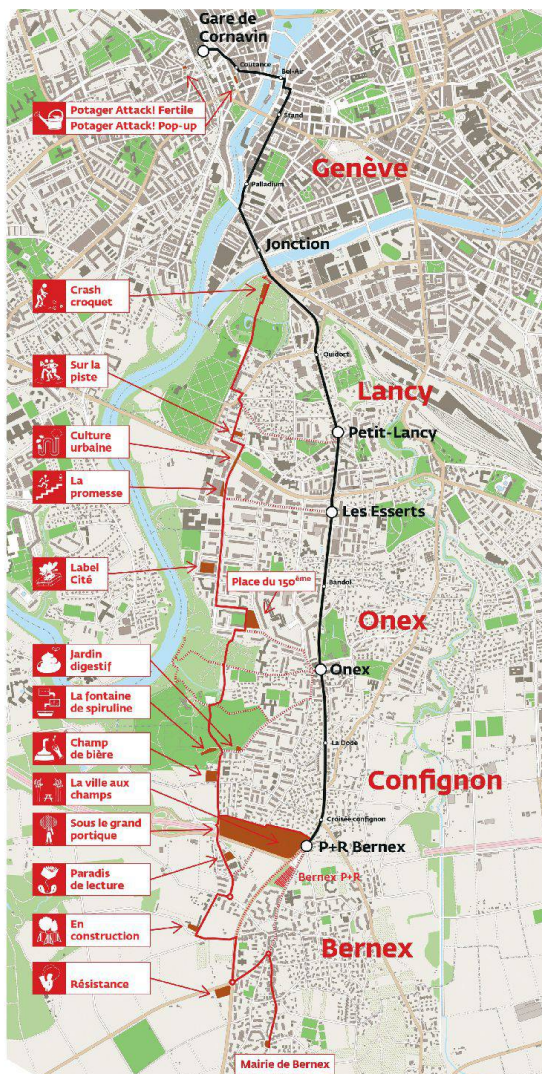 Gare de
Cornavin
Coutance
Bel-Air
Potager Attack! Fertile
Potager Attack! Pop-up
Stand
Genève
Palladium
Jonction
Crash
croquet
Quidort
Sur la
piste
Lancy
Petit-Lancy
Culture
urbaine
La
promesse
Les Esserts
Label
Cité
Place du 150ème
Bandol
Onex
Jardin
digestif
Onex
La fontaine
de spiruline
Champ
de bière
La Dode
Confignon
La ville aux
champs
Sous le grand
portique
Croisée confignon
P+R Bernex
Paradis
de lecture
Bernex P+R
En
construction
Bernex
Résistance
Mairie de Bernex